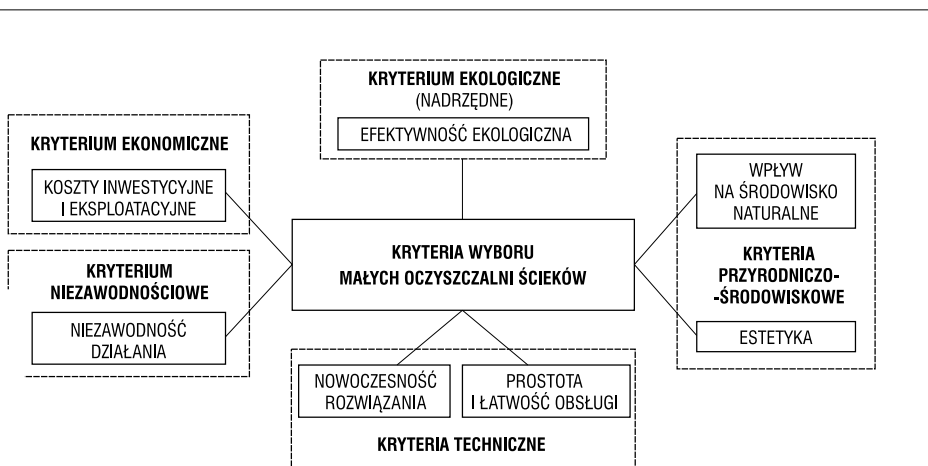 KRYTERIUM EKOLOGICZNE
(NADRZĘDNE)
EFEKTYWNOŚĆ EKOLOGICZNA
KRYTERIUM EKONOMICZNE
KOSZTY INWESTYCYJNE
I EKSPLOATACYJNE
KRYTERIUM
NIEZAWODNOŚCIOWE
NIEZAWODNOŚĆ
DZIAŁANIA
KRYTERIA WYBORU
MAŁYCH OCZYSZCZALNI ŚCIEKÓW
WPŁYW
NA ŚRODOWISKO
NATURALNE
KRYTERIA
PRZYRODNICZO-
-ŚRODOWISKOWE
ESTETYKA
NOWOCZESNOŚĆ
ROZWIĄZANIA
PROSTOTA
I ŁATWOŚĆ OBSŁUGI
KRYTERIA TECHNICZNE